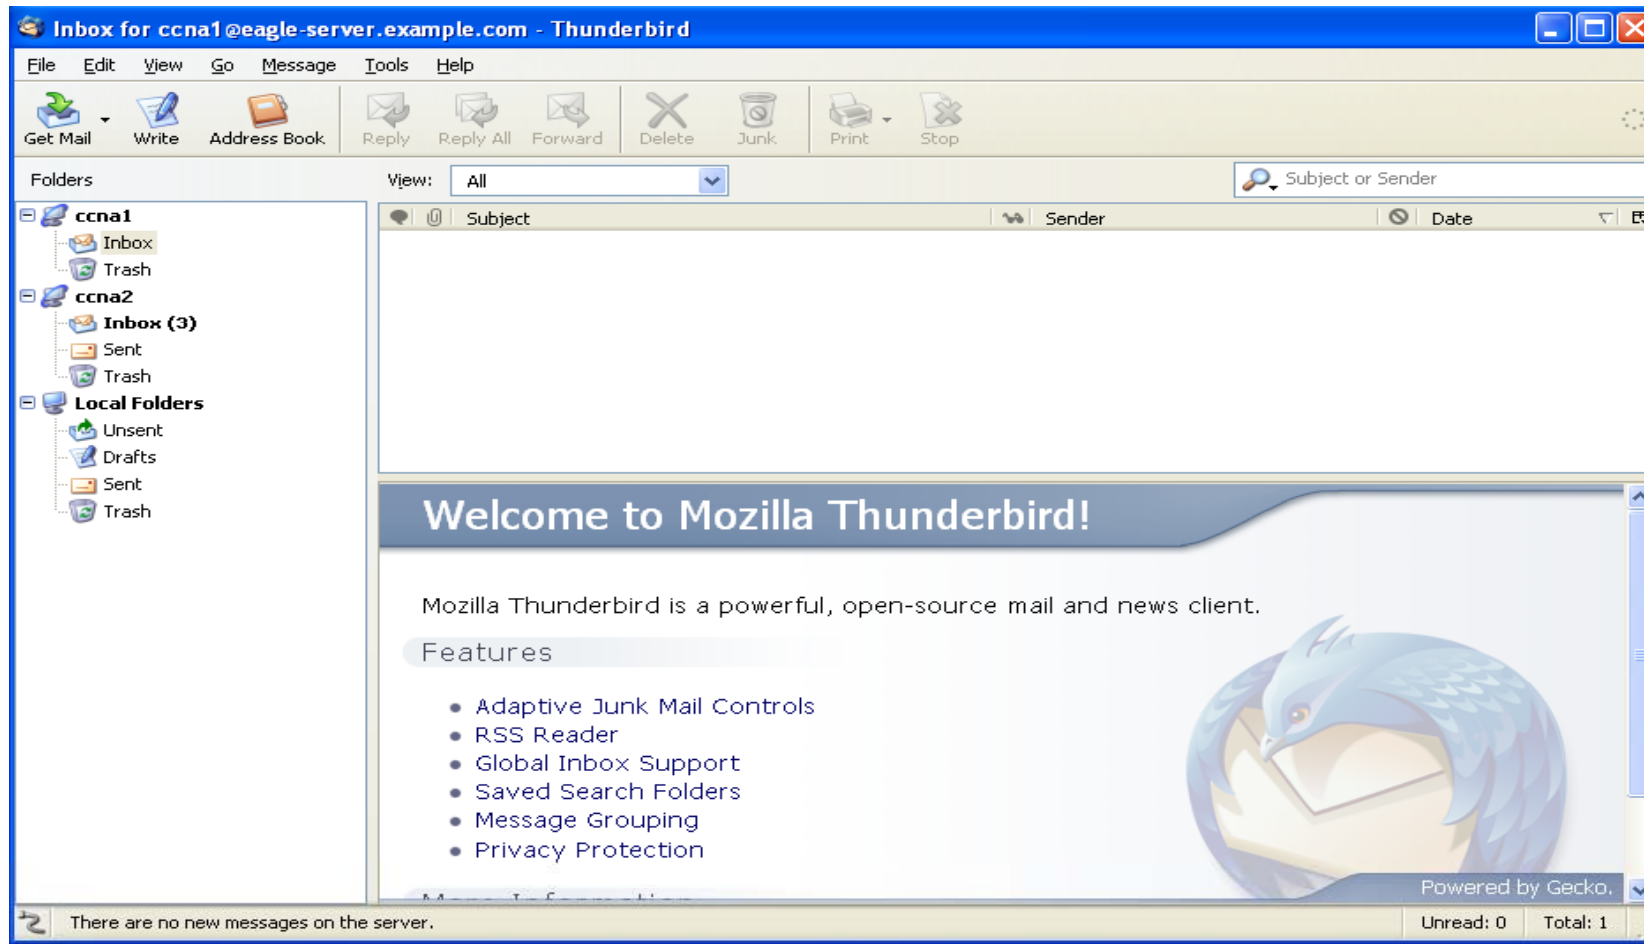 Inbox for ccna1@eagle-server.example.com - Thunderbird
File Edit View Go Message Tools Help
Get Mail Write Address Book Reply Reply All Forward Delete Junk Print Stop
Folders View: All Subject or Sender
Subject Sender Date
ccna1
Inbox
Trash
ccna2
Inbox (3)
Sent
Trash
Local Folders
Unsent
Drafts
Sent
Trash
Welcome to Mozilla Thunderbird!
Mozilla Thunderbird is a powerful, open-source mail and news client.
Features
Adaptive Junk Mail Controls
RSS Reader
Global Inbox Support
Saved Search Folders
Message Grouping
Privacy Protection
More Information
Powered by Gecko.
There are no new messages on the server. Unread: 0 Total: 1